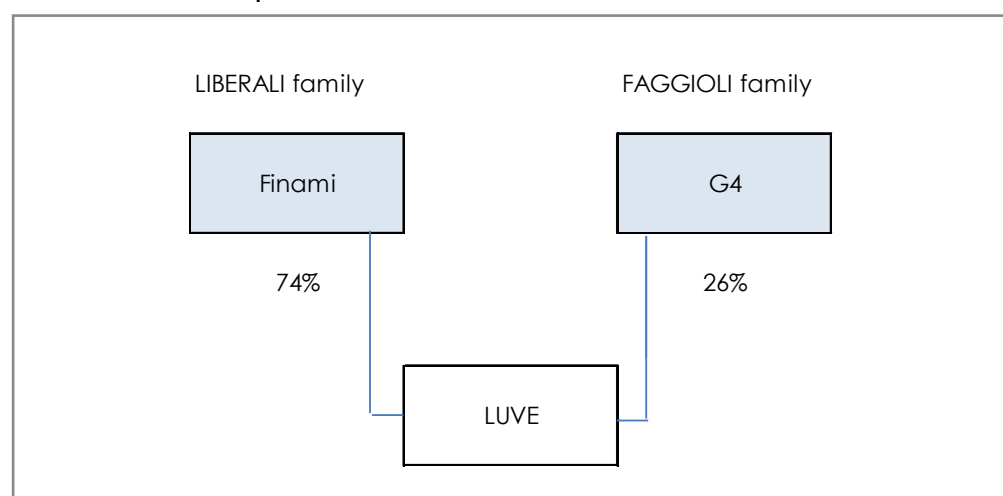 LIBERALI family
FAGGIOLI family
Finami
G4
74%
26%
LUVE